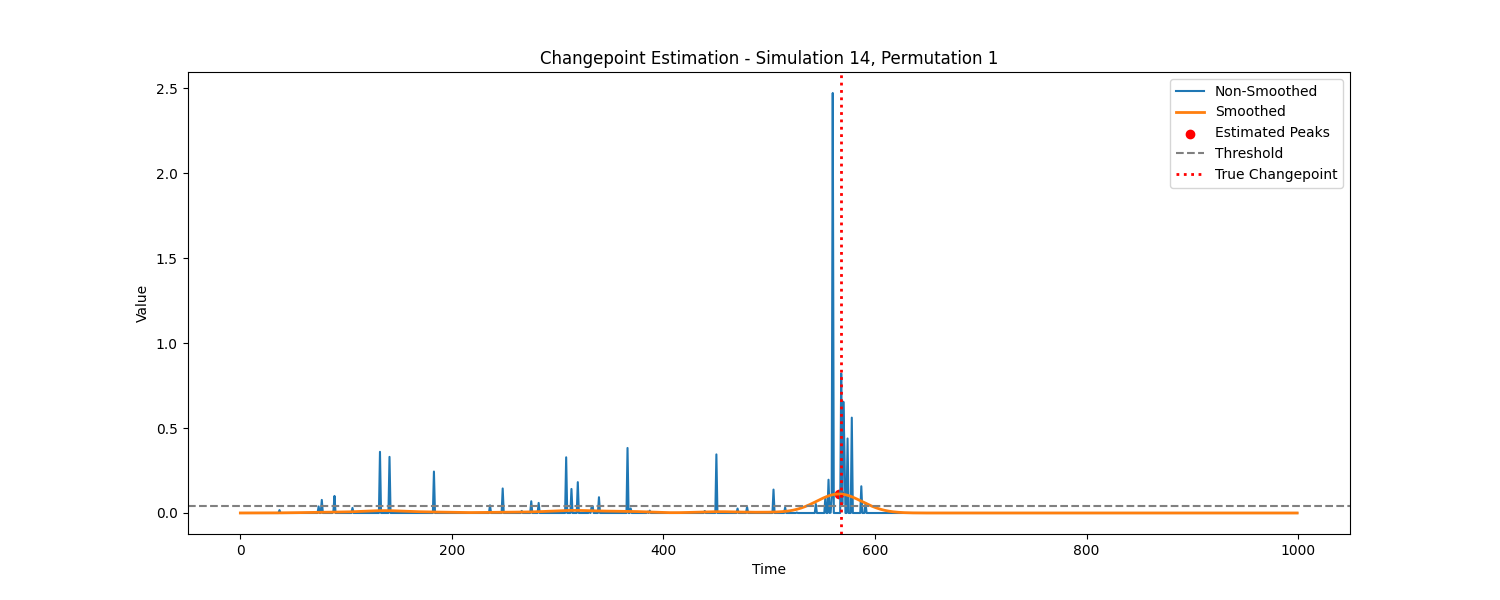 Changepoint Estimation - Simulation 14, Permutation 1
Non-Smoothed
Smoothed
Estimated Peaks
Threshold
True Changepoint
2.5
2.0
1.5
1.0
0.5
0.0
Value
0 200 400 600 800 1000
Time